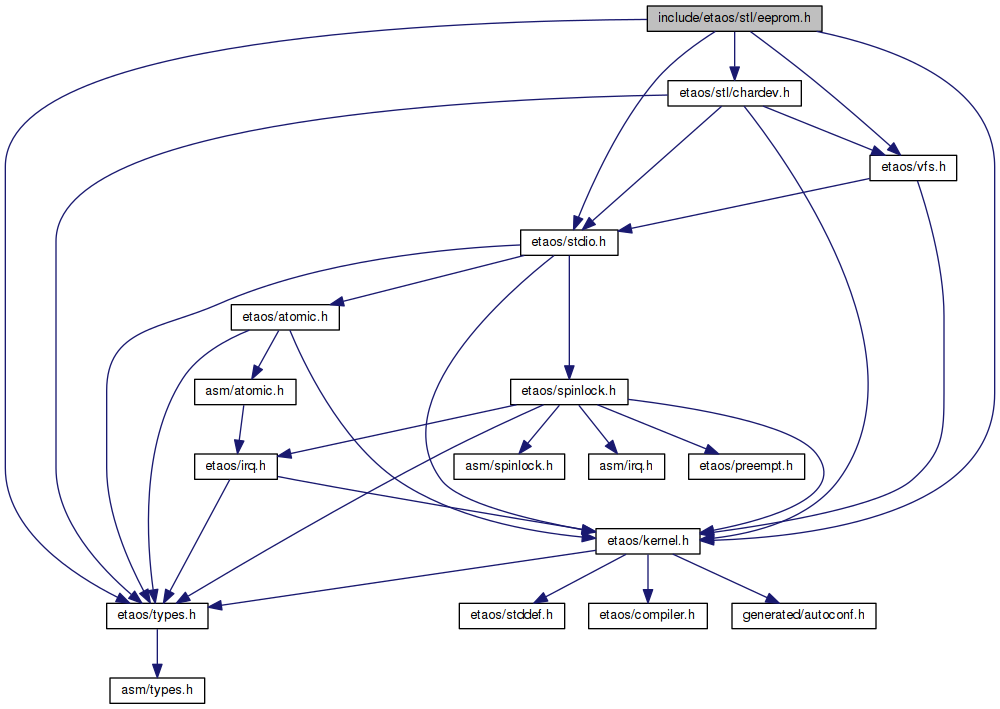 include/etaos/stl/eeprom.h
etaos/stl/chardev.h
etaos/vfs.h
etaos/stdio.h
etaos/atomic.h
asm/atomic.h
etaos/spinlock.h
etaos/irq.h
asm/spinlock.h
asm/irq.h
etaos/preempt.h
etaos/kernel.h
etaos/types.h
etaos/stddef.h
etaos/compiler.h
generated/autoconf.h
asm/types.h